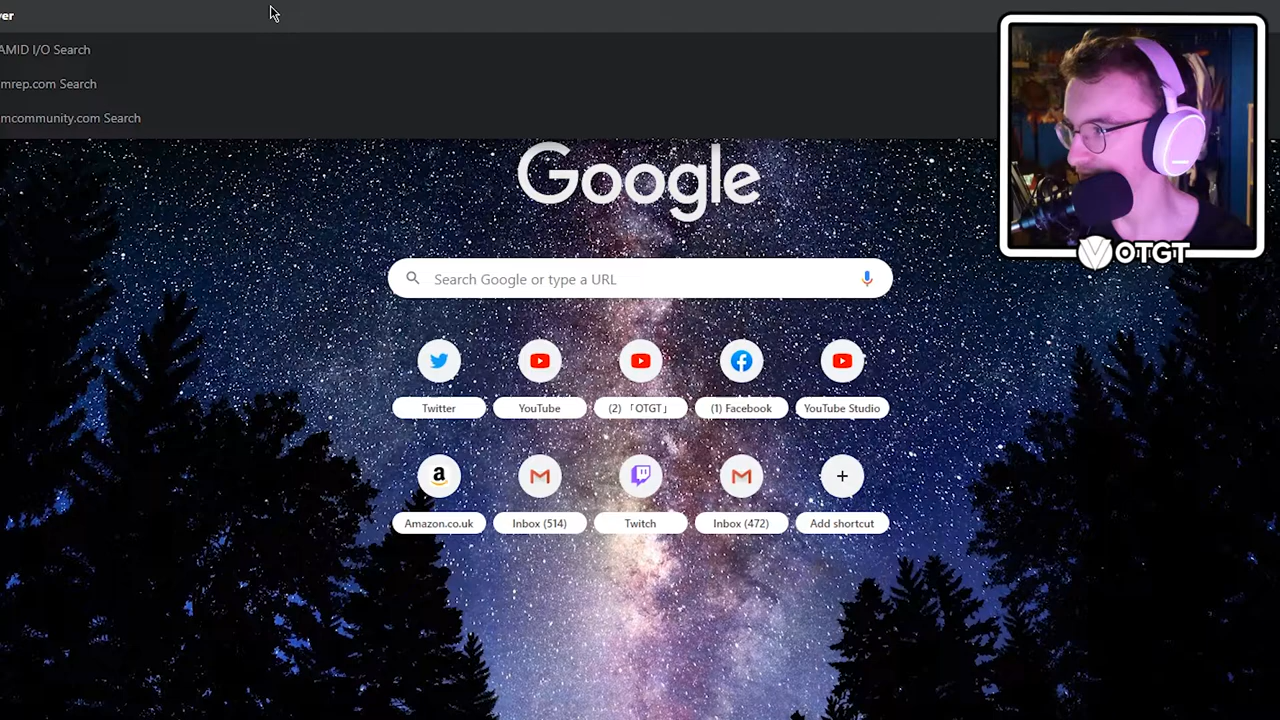 ver
AMID I/O Search
mrep.com Search
mcommunity.com Search
OTGT
Google
Search Google or type a URL
Twitter
YouTube
(2) 「OTGT」
(1) Facebook
YouTube Studio
a
Amazon.co.uk
Inbox (514)
Twitch
Inbox (472)
Add shortcut